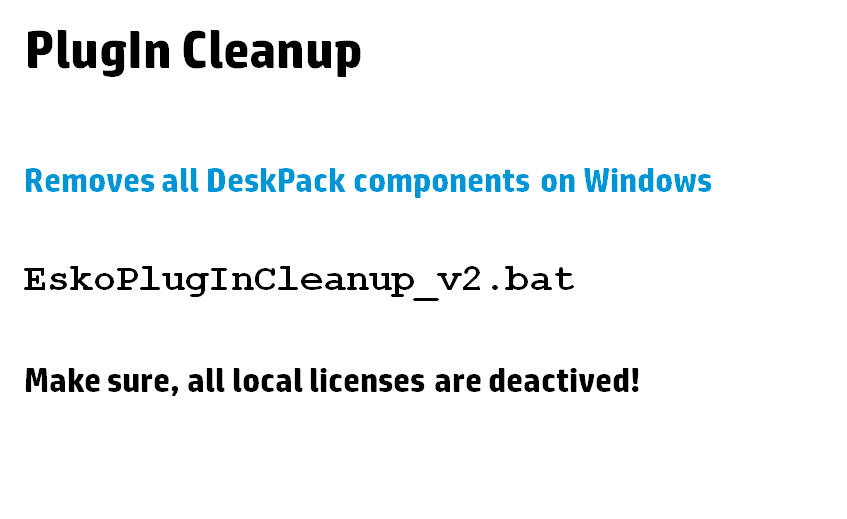 PlugIn Cleanup
Removes all DeskPack components on Windows
EskoPlugInCleanup_v2.bat
Make sure, all local licenses are deactived!